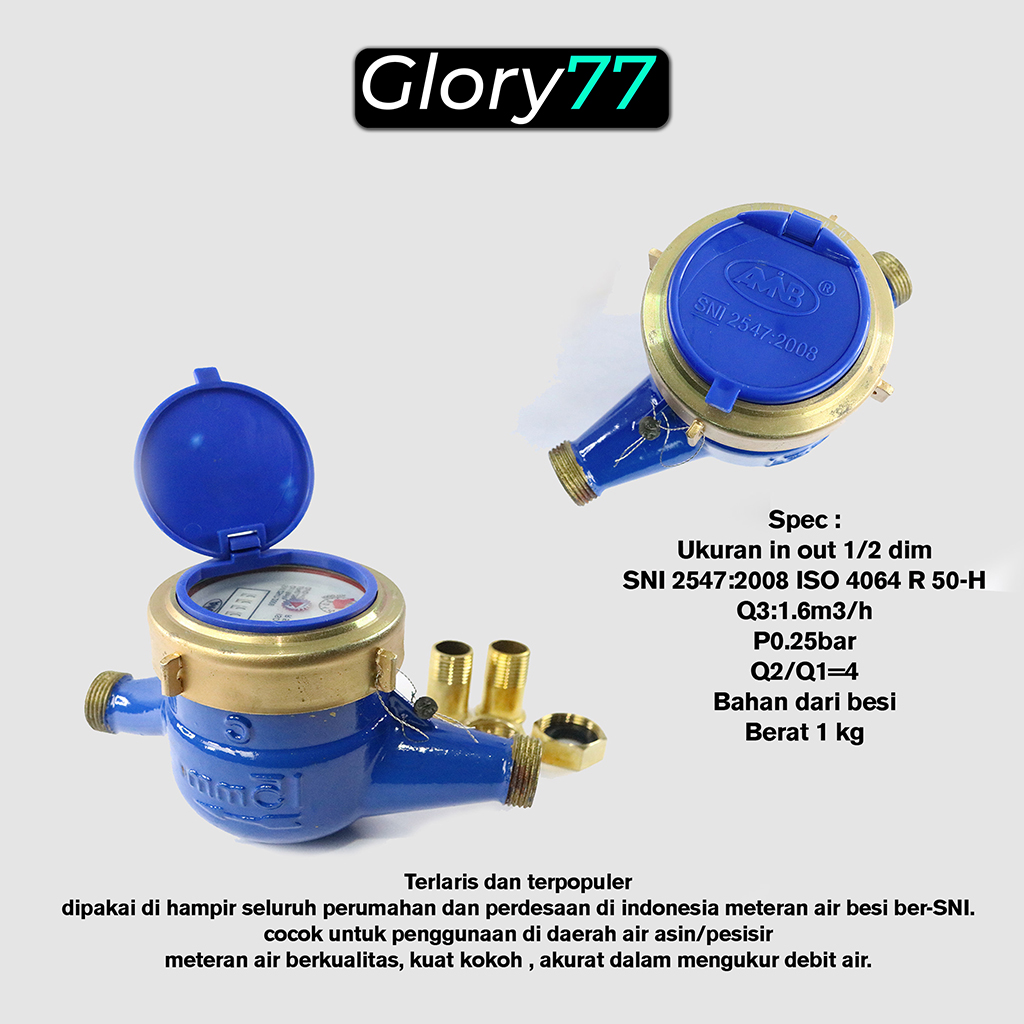 Glory77
AMB®
SNI 2547:2008
Spec :
Ukuran in out 1/2 dim
SNI 2547:2008 ISO 4064 R 50-H
Q3:1.6m3/h
P0.25bar
Q2/Q1=4
Bahan dari besi
Berat 1 kg
Terlaris dan terpopuler
dipakai di hampir seluruh perumahan dan perdesaan di indonesia meteran air besi ber-SNI.
cocok untuk penggunaan di daerah air asin/pesisir
meteran air berkualitas, kuat kokoh , akurat dalam mengukur debit air.